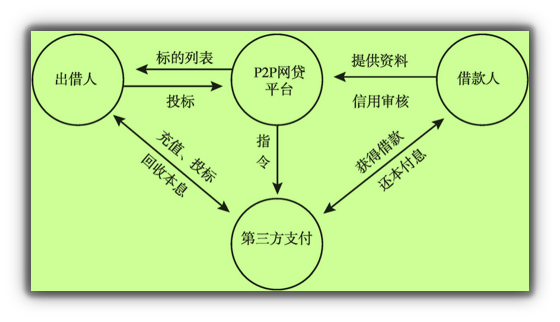 标的列表
出借人
投标
P2P网贷
平台
提供资料
信用审核
借款人
指
令
充值、投标
回收本息
获得借款
还本付息
第三方支付